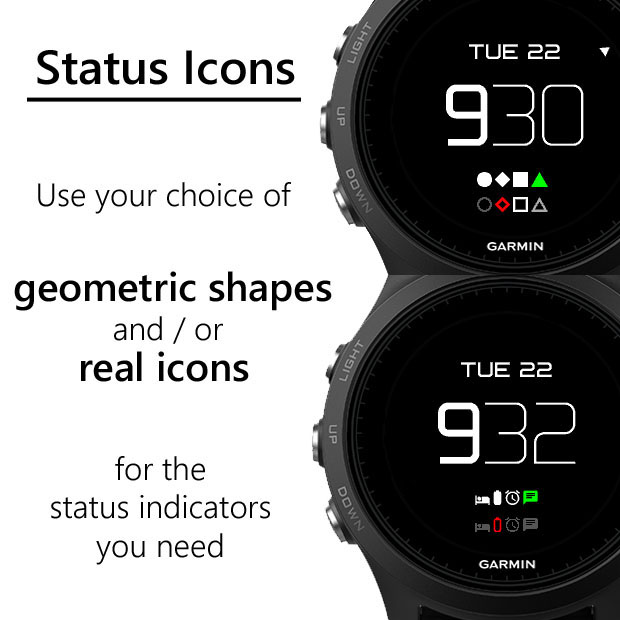 Status Icons
Use your choice of
geometric shapes
and / or
real icons
for the
status indicators
you need
LIGHT
UP
DOWN
TUE 22
930
GARMIN
LIGHT
UP
DOWN
TUE 22
932
GARMIN